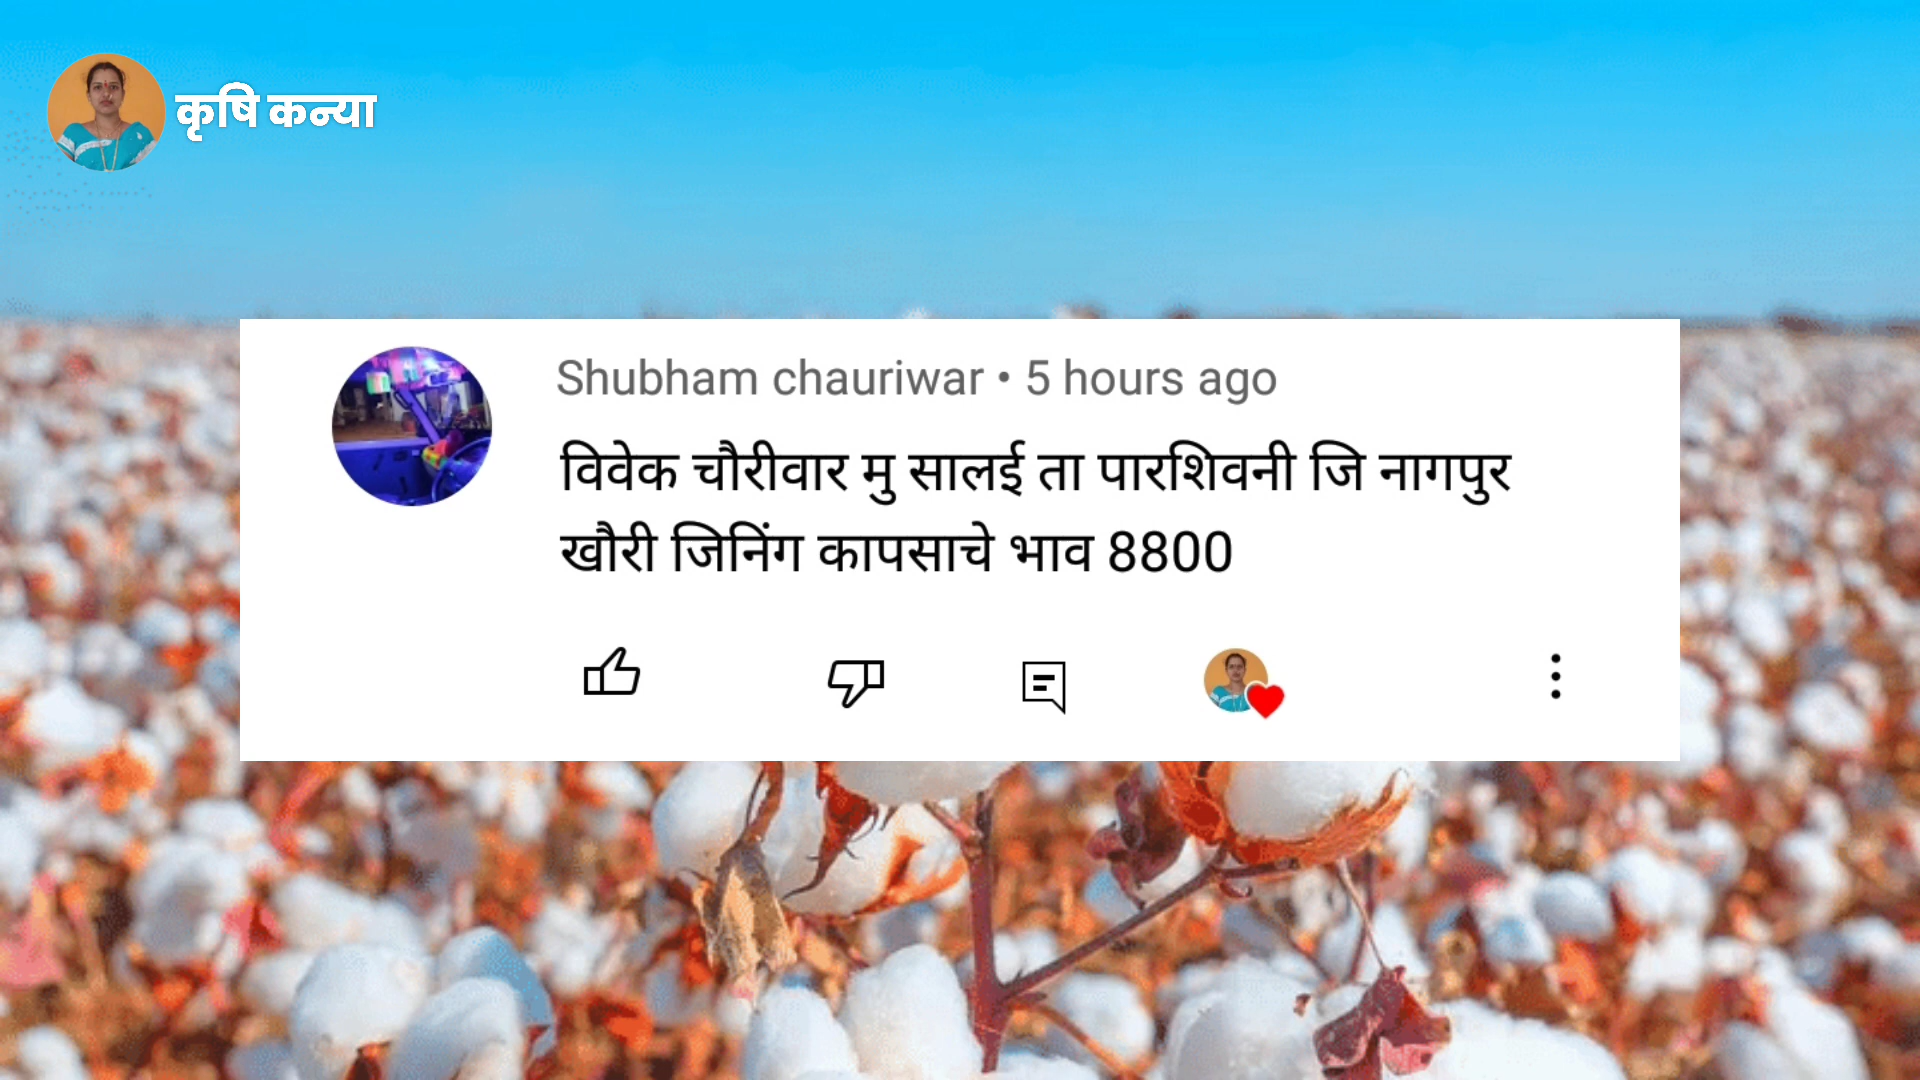 कृषि कन्या
Shubham chauriwar • 5 hours ago
विवेक चौरीवार मु सालई ता पारशिवनी जि नागपुर
खौरी जिनिंग कापसाचे भाव 8800